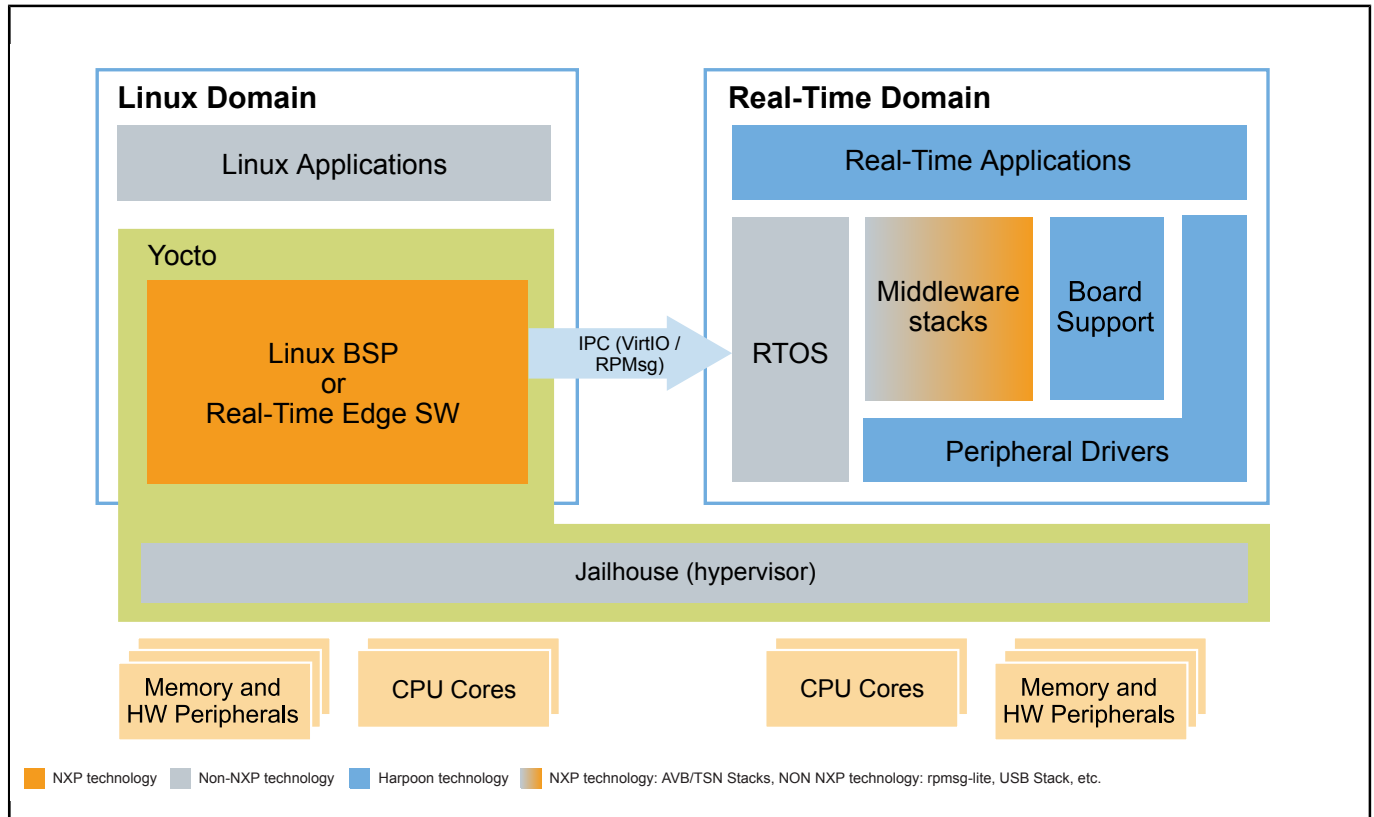 Linux Domain
Linux Applications
Yocto
Linux BSP
or
Real-Time Edge SW
IPC (VirtIO /
RPMsg)
Real-Time Domain
Real-Time Applications
RTOS
Middleware
stacks
Board
Support
Peripheral Drivers
Jailhouse (hypervisor)
Memory and
HW Peripherals
CPU Cores
CPU Cores
Memory and
HW Peripherals
NXP technology
Non-NXP technology
Harpoon technology
NXP technology: AVB/TSN Stacks, NON NXP technology: rpmsg-lite, USB Stack, etc.